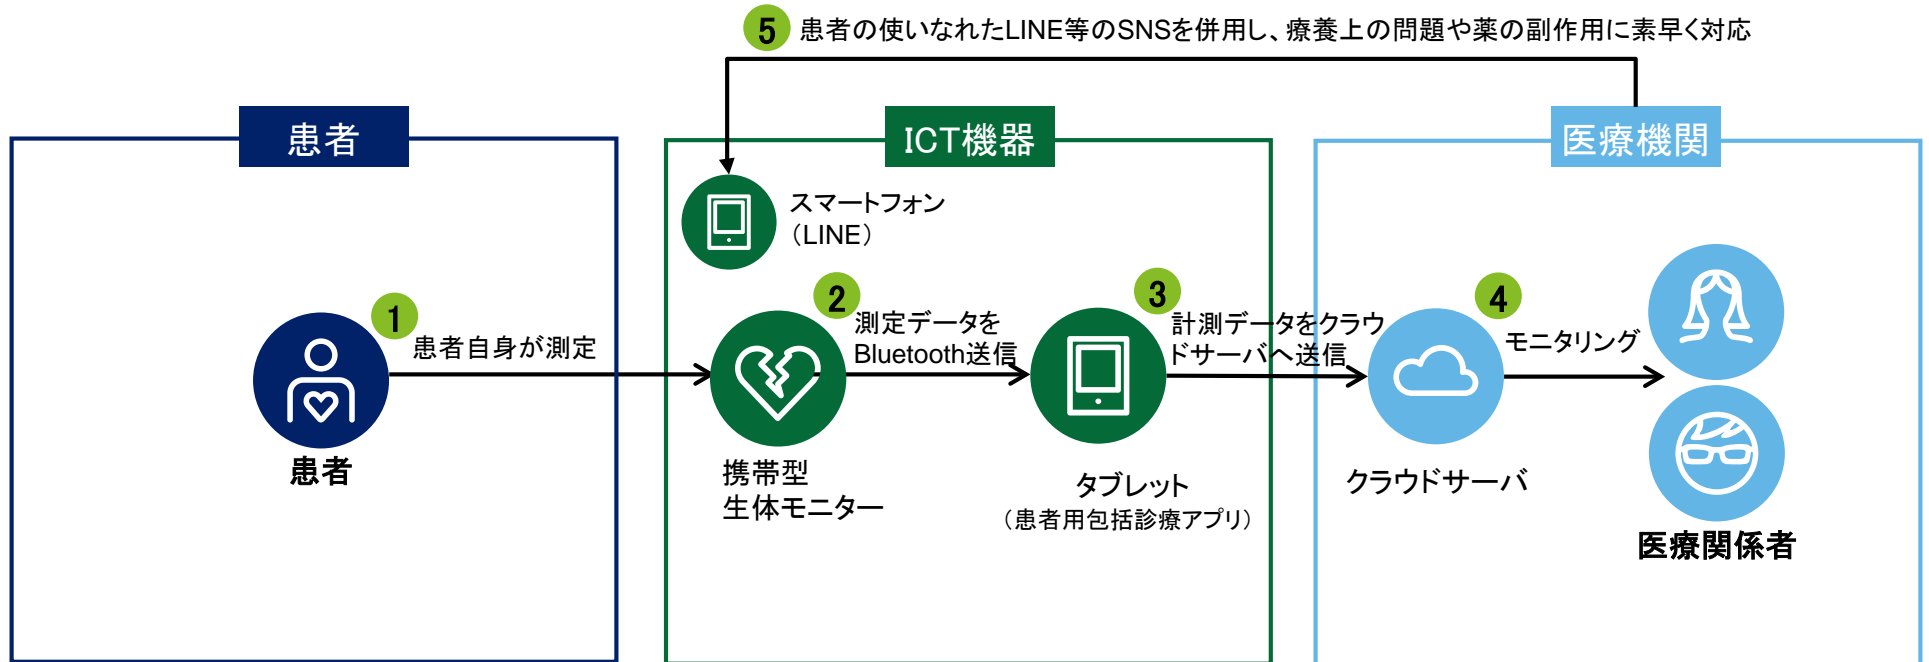 5 患者の使いなれたLINE等のSNSを併用し、療養上の問題や薬の副作用に素早く対応
患者
ICT機器
医療機関
スマートフォン
（LINE）
1
患者自身が測定
2
測定データを
Bluetooth送信
3
計測データをクラウ
ドサーバへ送信
4
モニタリング
患者
携帯型
生体モニター
タブレット
（患者用包括診療アプリ）
クラウドサーバ
医療関係者